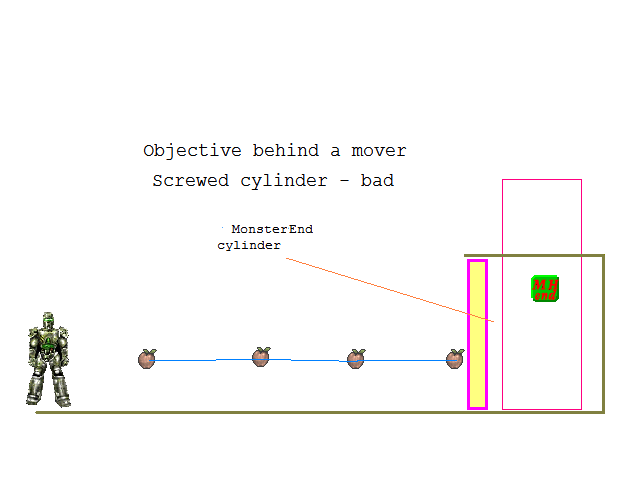 Objective behind a mover
Screwed cylinder - bad
MonsterEnd
cylinder
MH
end